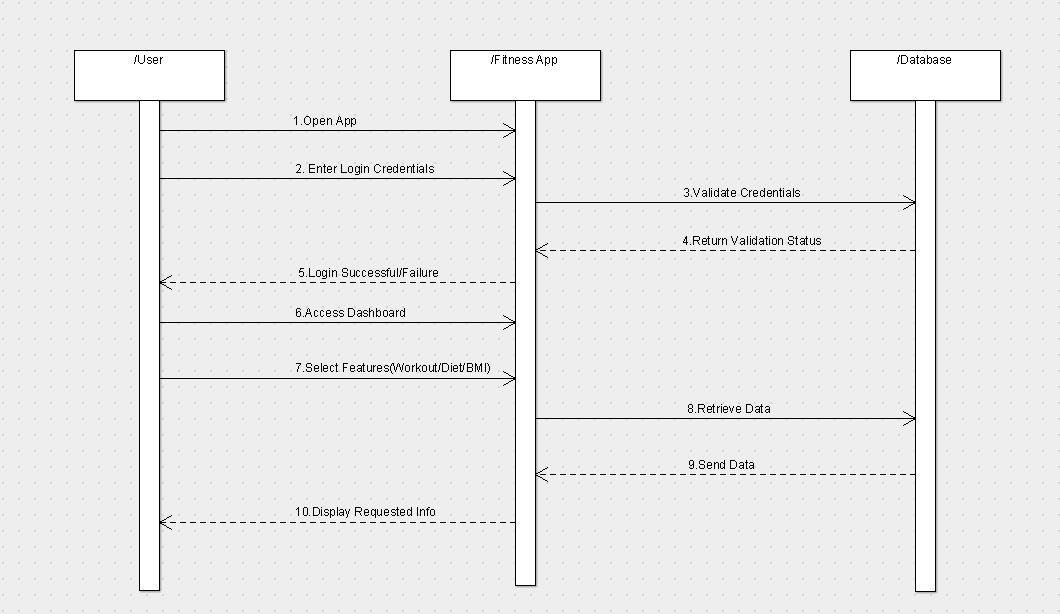 /User
/Fitness App
/Database
1.Open App
2. Enter Login Credentials
3.Validate Credentials
4.Return Validation Status
5.Login Successful/Failure
6.Access Dashboard
7.Select Features(Workout/Diet/BMI)
8.Retrieve Data
9.Send Data
10.Display Requested Info